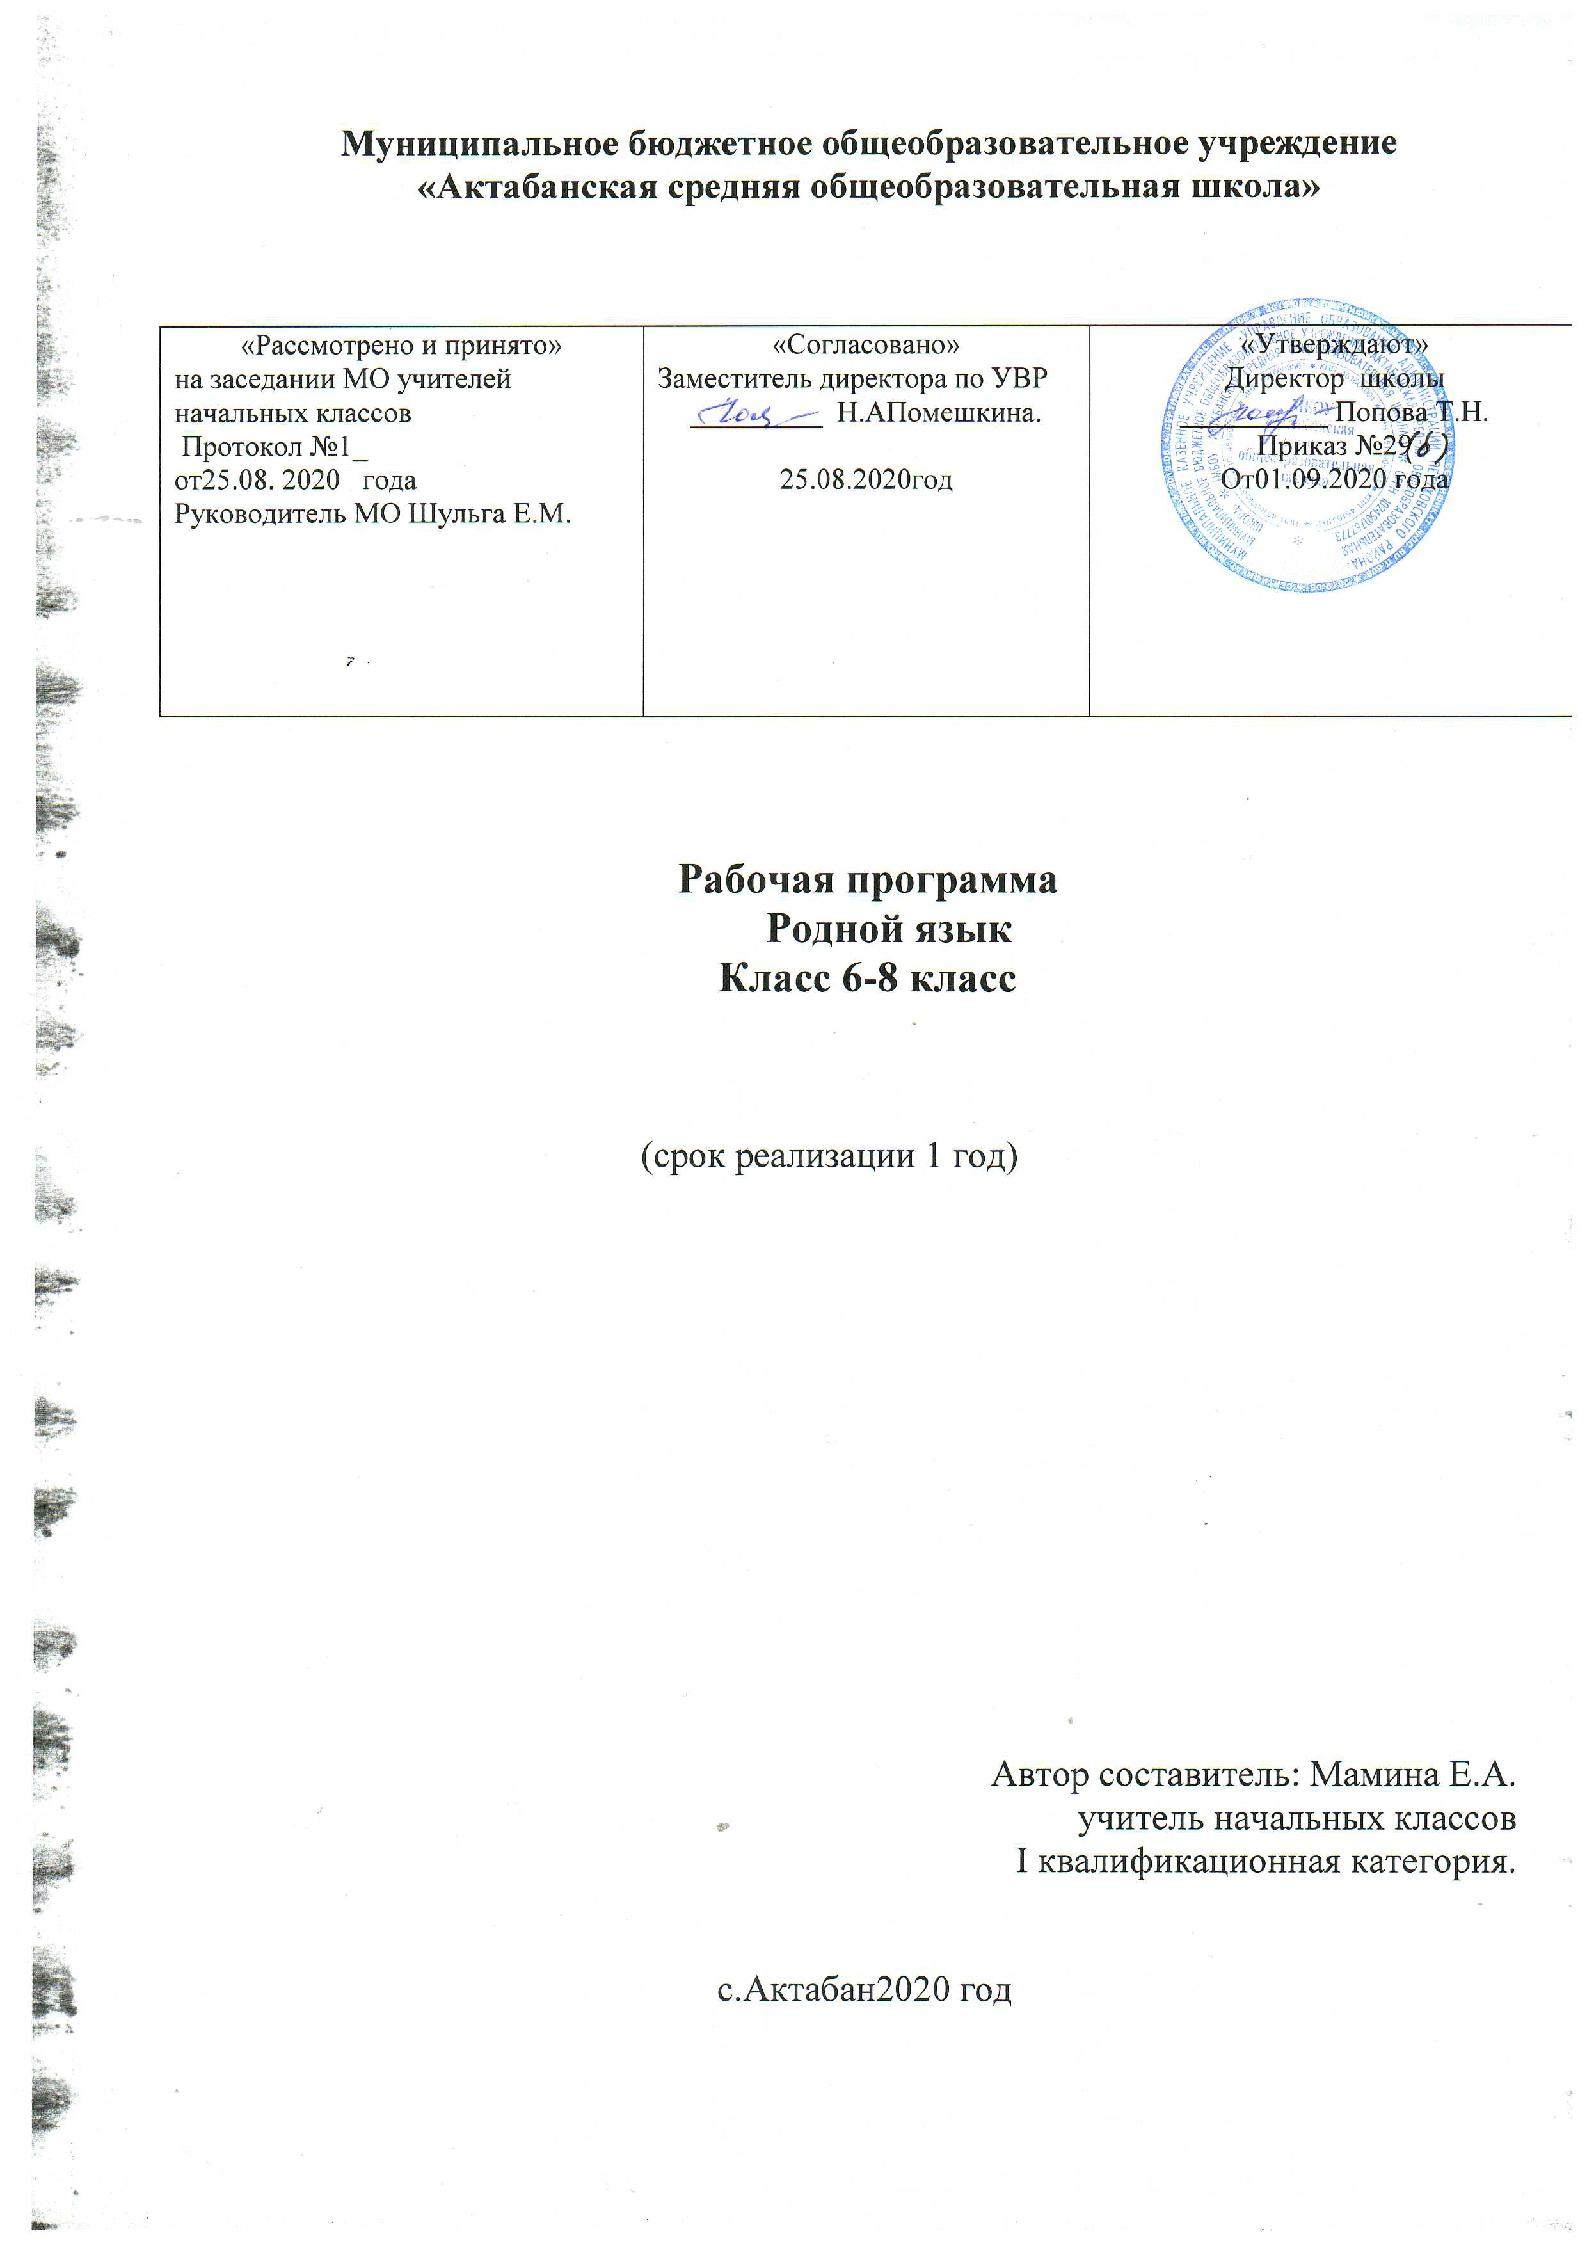 Муниципальное бюджетное общеобразовательное учреждение
«Актабанская средняя общеобразовательная школа»
«Рассмотрено и принято»
на заседании МО учителей
начальных классов
Протокол №1_
от25.08. 2020 года
Руководитель МО Шульга Е.М.
«Согласовано»
Заместитель директора по УВР
Н.АПомешкина.
25.08.2020год
«Утверждают»
Директор школы
Попова Т.Н.
Приказ №29(6)
От01.09.2020 года
Рабочая программа
Родной язык
Класс 6-8 класс
(срок реализации 1 год)
Автор составитель: Мамина Е.А.
учитель начальных классов
I квалификационная категория.
с.Актабан2020 год